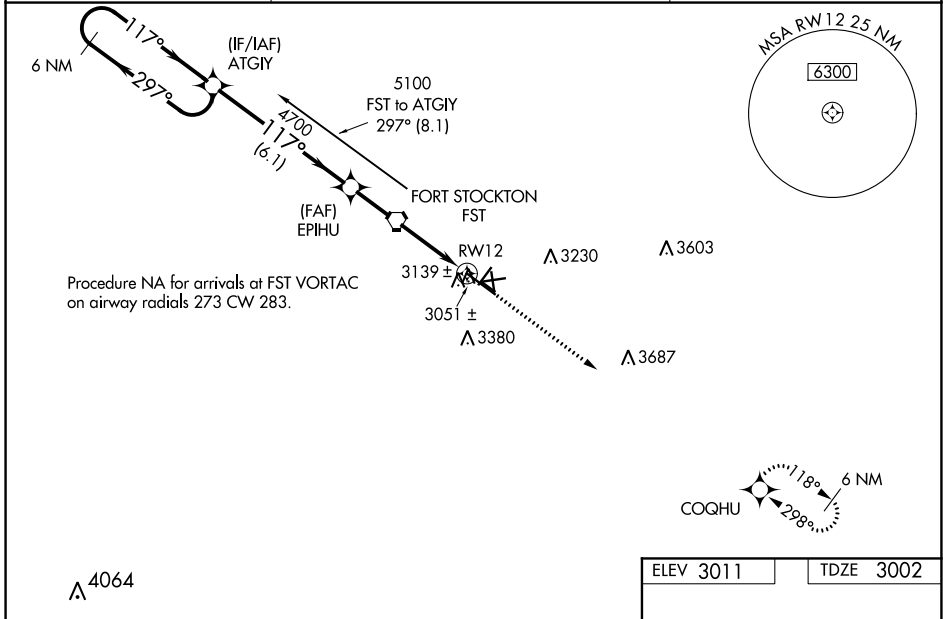 117°
6 NM
297°
(IF/IAF)
ATGIY
5100
FST to ATGIY
297° (8.1)
4700
117°
(6.1)
MSA RW12 25 NM
6300
(FAF)
EPIHU
FORT STOCKTON
FST
RW12
3139 ±
3230
3603
Procedure NA for arrivals at FST VORTAC
on airway radials 273 CW 283.
3051 ±
3380
3687
COQHU
118°
6 NM
298°
4064
ELEV 3011
TDZE 3002